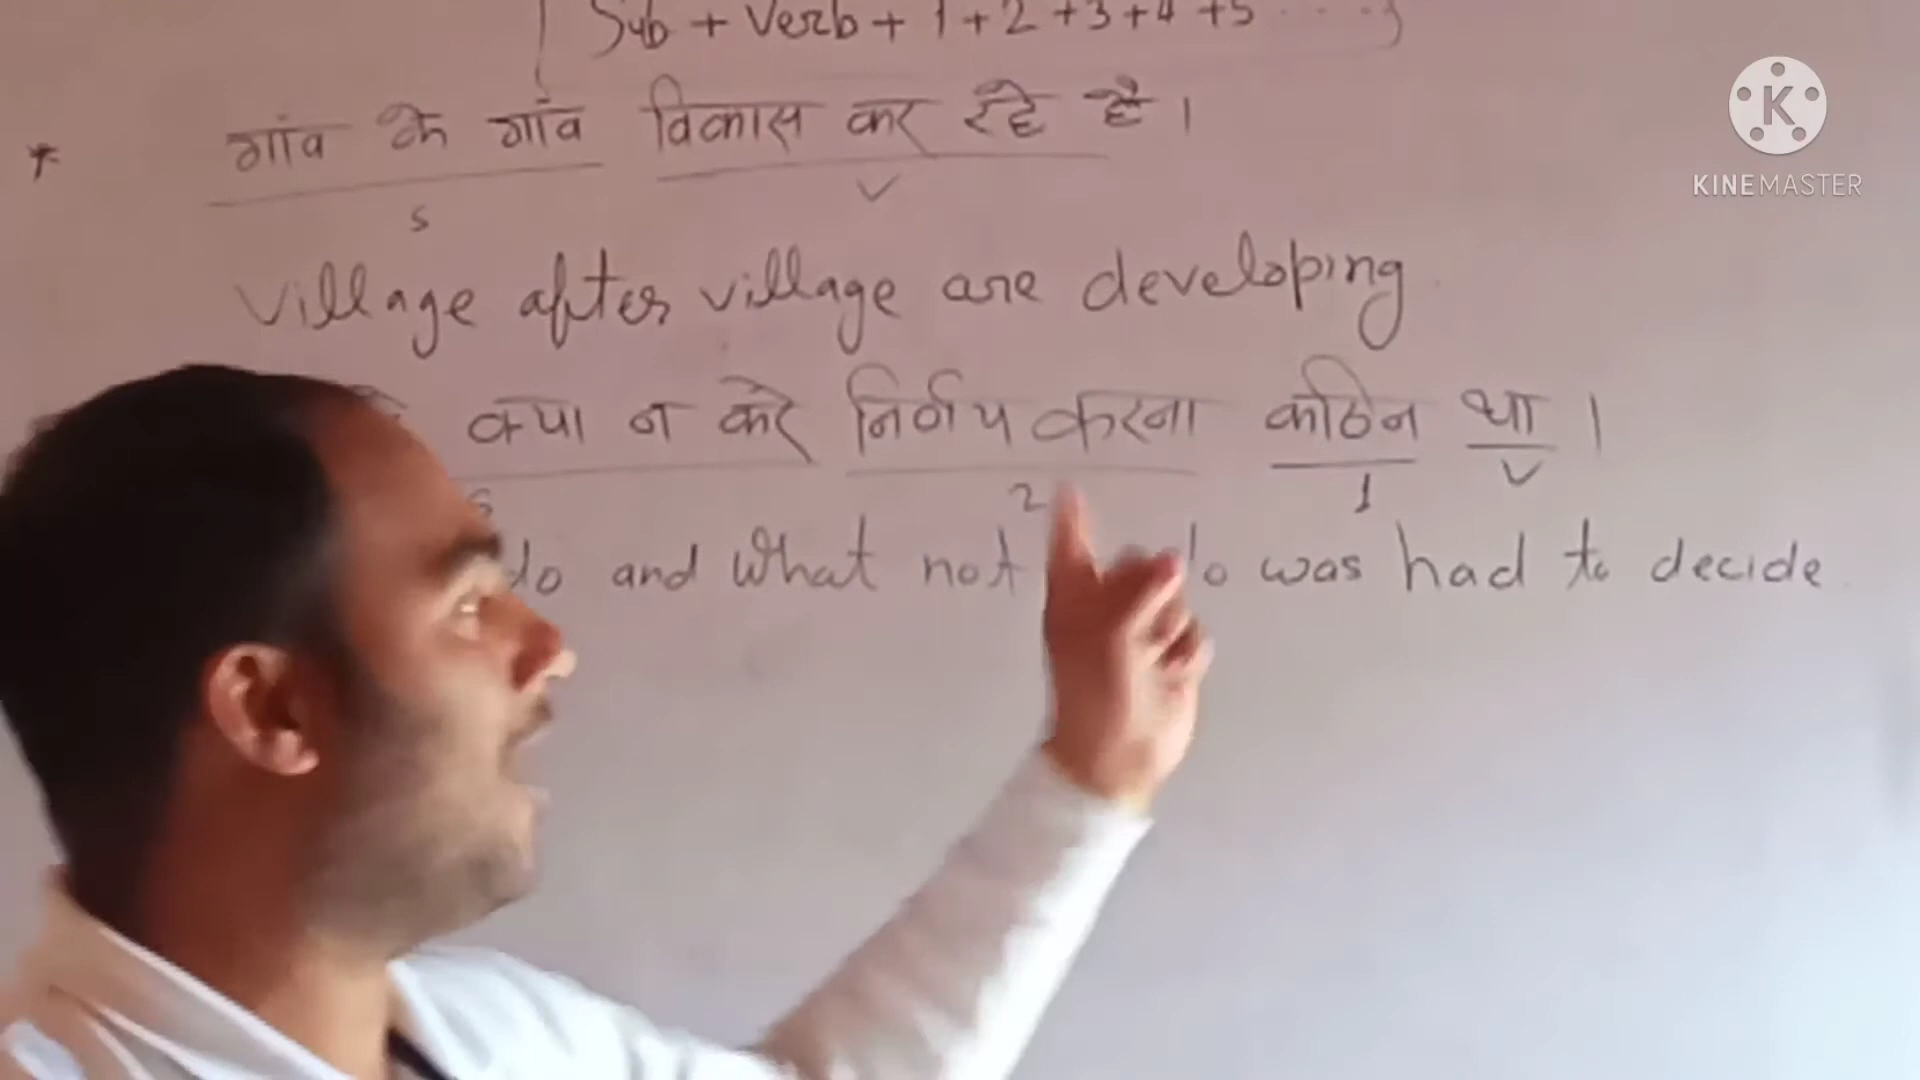 Sub + Verb + 1 + 2 + 3 + 4 + 5 ....
* गांव के गांव विकास कर रहे है।
S V
village after village are developing
क्या न करे निर्णय करना कठिन था।
S 2 1 V
do and what not do was had to decide
K
KINEMASTER